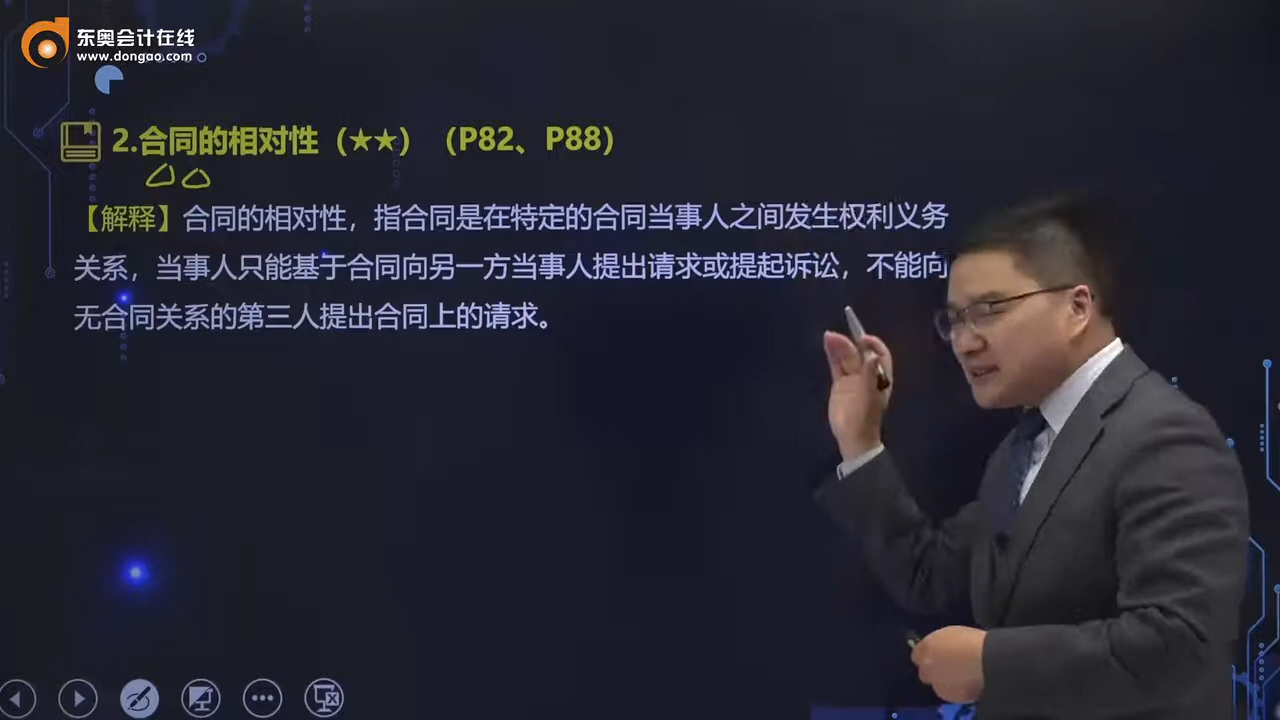 东奥会计在线
www.dongao.com
2.合同的相对性（★★）（P82、P88）
【解释】合同的相对性，指合同是在特定的合同当事人之间发生权利义务
关系，当事人只能基于合同向另一方当事人提出请求或提起诉讼，不能向
无合同关系的第三人提出合同上的请求。